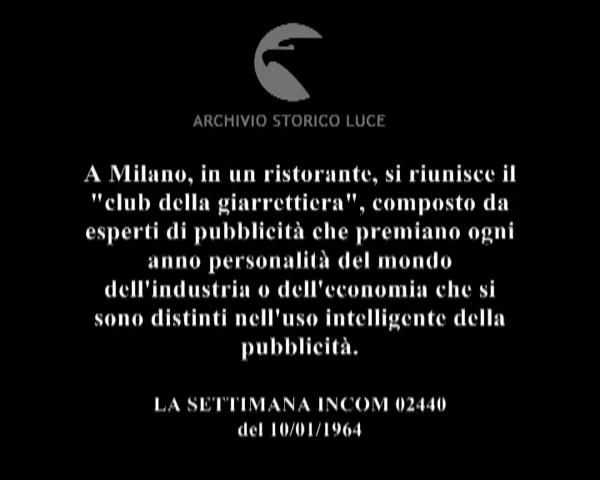 ARCHIVIO STORICO LUCE
A Milano, in un ristorante, si riunisce il
"club della giarrettiera", composto da
esperti di pubblicità che premiano ogni
anno personalità del mondo
dell'industria o dell'economia che si
sono distinti nell'uso intelligente della
pubblicità.
LA SETTIMANA INCOM 02440
del 10/01/1964